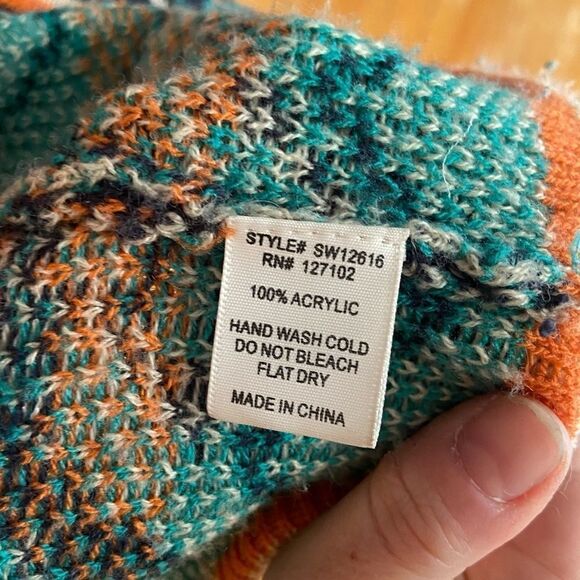 STYLE# SW12616
RN# 127102
100% ACRYLIC
HAND WASH COLD
DO NOT BLEACH
FLAT DRY
MADE IN CHINA